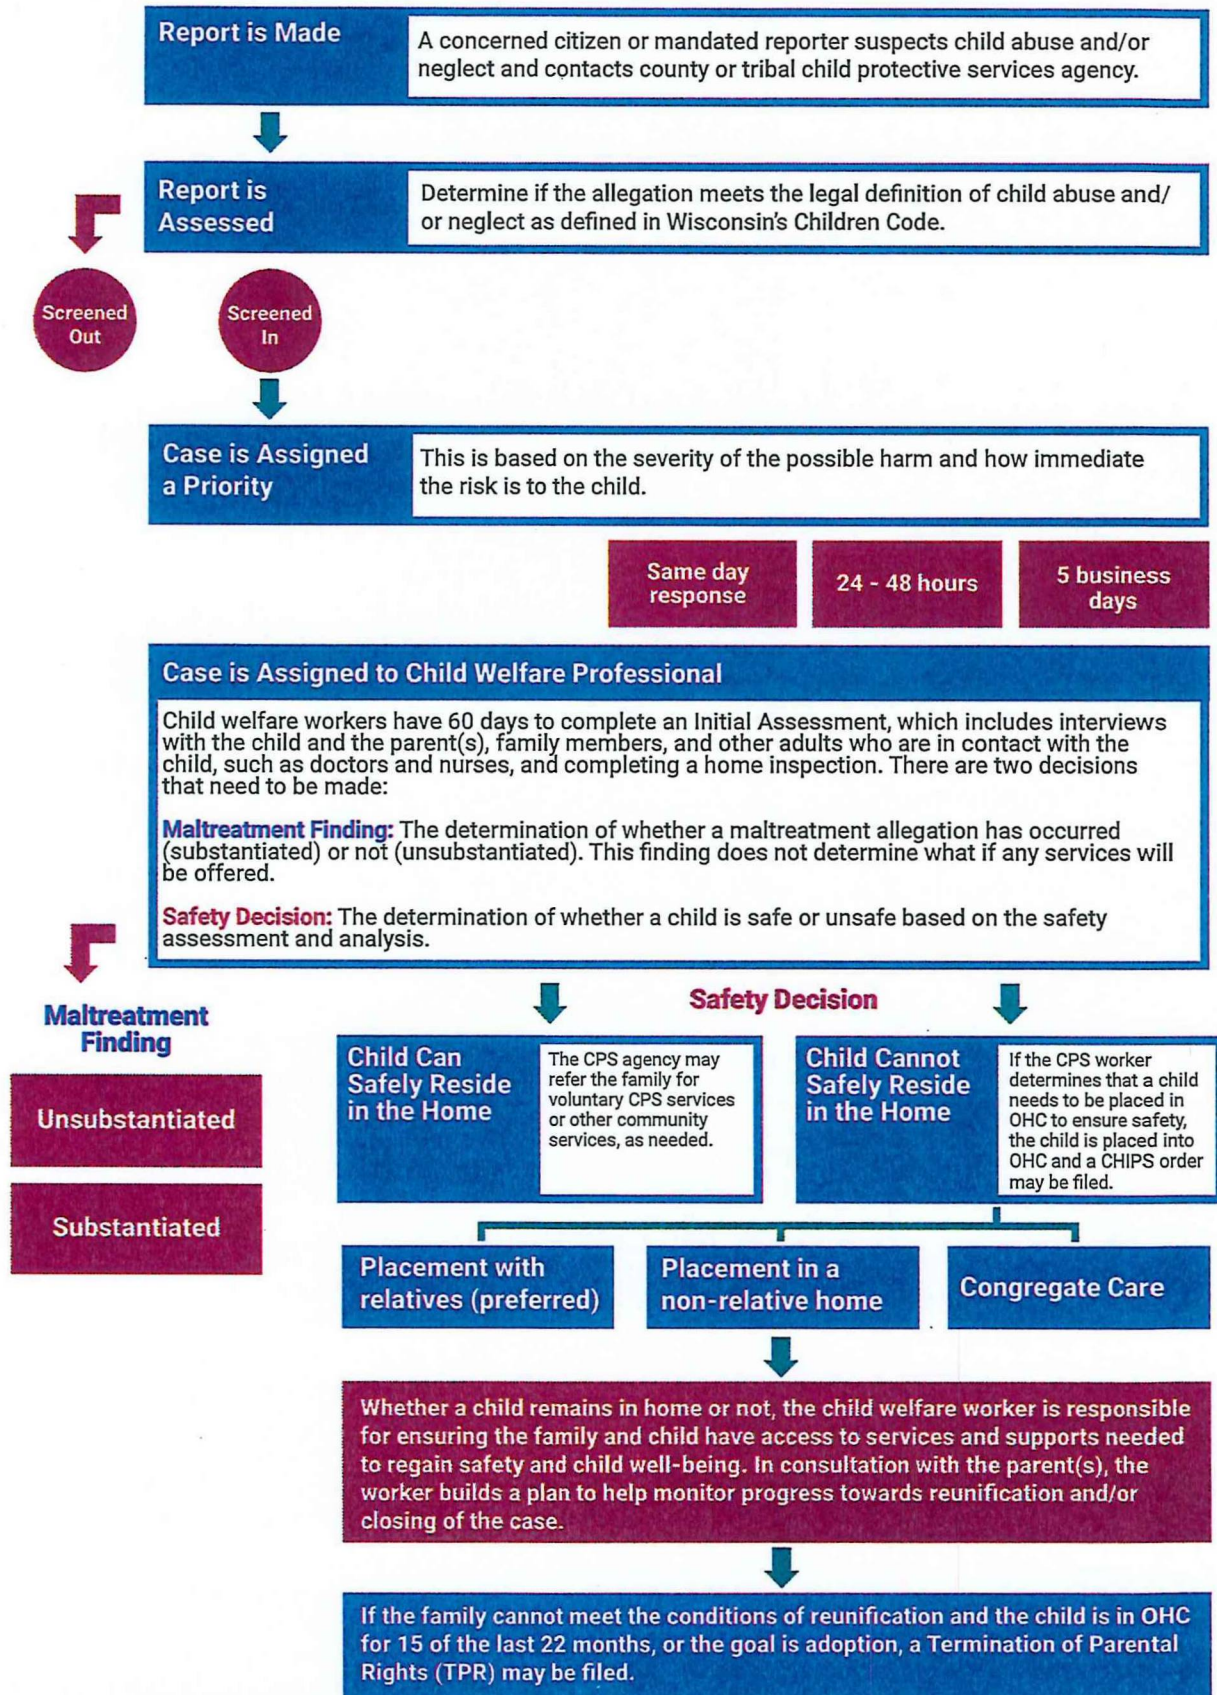 Report is Made
A concerned citizen or mandated reporter suspects child abuse and/or
neglect and contacts county or tribal child protective services agency.
Report is
Assessed
Determine if the allegation meets the legal definition of child abuse and/
or neglect as defined in Wisconsin's Children Code.
Screened
Out
Screened
In
Case is Assigned
a Priority
This is based on the severity of the possible harm and how immediate
the risk is to the child.
Same day
response
24 - 48 hours
5 business
days
Case is Assigned to Child Welfare Professional
Child welfare workers have 60 days to complete an Initial Assessment, which includes interviews
with the child and the parent(s), family members, and other adults who are in contact with the
child, such as doctors and nurses, and completing a home inspection. There are two decisions
that need to be made:
Maltreatment Finding: The determination of whether a maltreatment allegation has occurred
(substantiated) or not (unsubstantiated). This finding does not determine what if any services will
be offered.
Safety Decision: The determination of whether a child is safe or unsafe based on the safety
assessment and analysis.
Maltreatment
Finding
Unsubstantiated
Substantiated
Safety Decision
Child Can
Safely Reside
in the Home
The CPS agency may
refer the family for
voluntary CPS services
or other community
services, as needed.
Child Cannot
Safely Reside
in the Home
If the CPS worker
determines that a child
needs to be placed in
OHC to ensure safety,
the child is placed into
OHC and a CHIPS order
may be filed.
Placement with
relatives (preferred)
Placement in a
non-relative home
Congregate Care
Whether a child remains in home or not, the child welfare worker is responsible
for ensuring the family and child have access to services and supports needed
to regain safety and child well-being. In consultation with the parent(s), the
worker builds a plan to help monitor progress towards reunification and/or
closing of the case.
If the family cannot meet the conditions of reunification and the child is in OHC
for 15 of the last 22 months, or the goal is adoption, a Termination of Parental
Rights (TPR) may be filed.